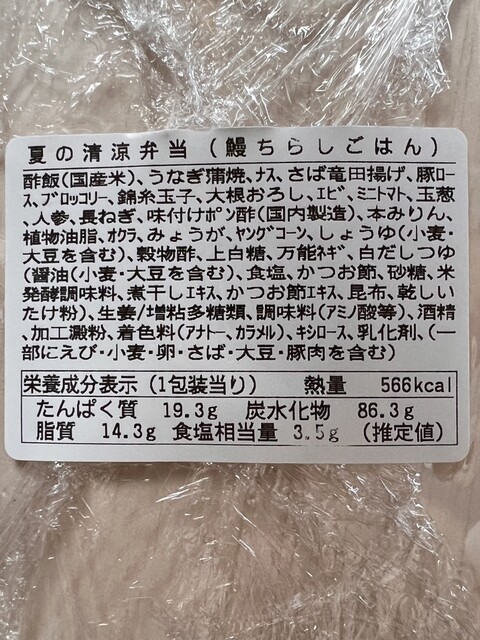 夏の清涼弁当(鰻ちらしごはん)
酢飯(国産米)、うなぎ蒲焼、ナス、さば竜田揚げ、豚ロー
ス、ブロッコリー、錦糸玉子、大根おろし、エビ、ミニトマト、玉葱
、人参、長ねぎ、味付けポン酢(国内製造)、本みりん、
植物油脂、オクラ、みょうが、ヤングコーン、しょうゆ(小麦・
大豆を含む)、穀物酢、上白糖、万能ネギ、白だしつゆ
(醤油(小麦・大豆を含む)、食塩、かつお節、砂糖、米
発酵調味料、煮干しエキス、かつお節エキス、昆布、乾しい
たけ粉)、生姜/増粘多糖類、調味料(アミノ酸等)、酒精
、加工澱粉、着色料(アナトー、カラメル)、キシロース、乳化剤、(一
部にえび・小麦・卵・さば・大豆・豚肉を含む)
栄養成分表示(1包装当り) 熱量 566kcal
たんぱく質 19.3g 炭水化物 86.3g
脂質 14.3g 食塩相当量 3.5g (推定値)